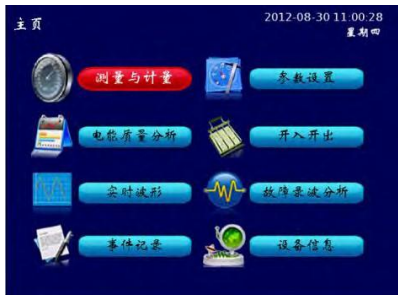 主页
2012-08-30 11:00:28
星期四
测量与计量
参数设置
电能质量分析
开入开出
实时波形
故障录波分析
事件记录
设备信息